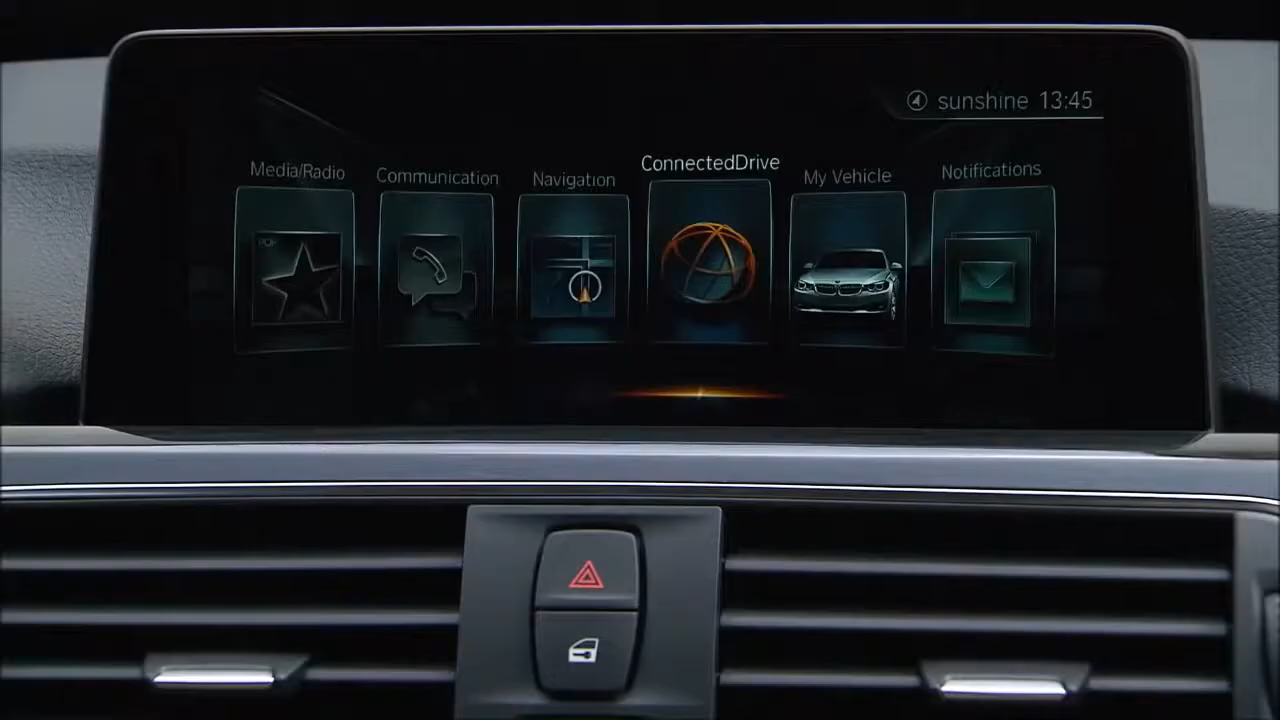 sunshine 13:45
Media/Radio
Communication
Navigation
ConnectedDrive
My Vehicle
Notifications